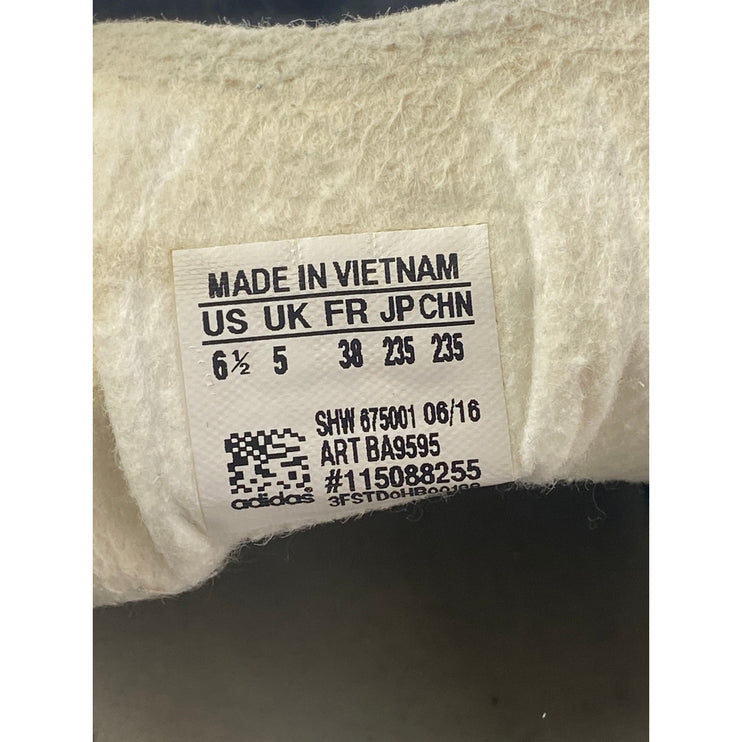 MADE IN VIETNAM
US UK FR JP CHN
6½ 5 38 235 235
SHW 675001 06/16
ART BA9595
#115088255
adidas